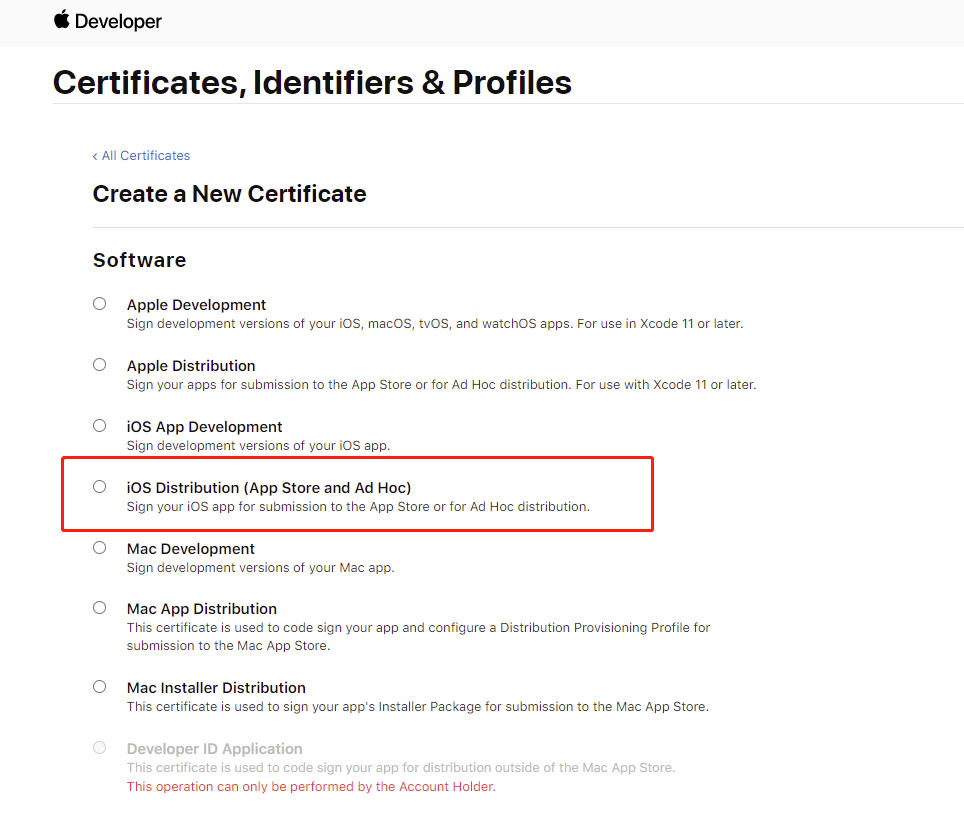 Developer
Certificates, Identifiers & Profiles
‹ All Certificates
Create a New Certificate
Software
Apple Development
Sign development versions of your iOS, macOS, tvOS, and watchOS apps. For use in Xcode 11 or later.
Apple Distribution
Sign your apps for submission to the App Store or for Ad Hoc distribution. For use with Xcode 11 or later.
iOS App Development
Sign development versions of your iOS app.
iOS Distribution (App Store and Ad Hoc)
Sign your iOS app for submission to the App Store or for Ad Hoc distribution.
Mac Development
Sign development versions of your Mac app.
Mac App Distribution
This certificate is used to code sign your app and configure a Distribution Provisioning Profile for
submission to the Mac App Store.
Mac Installer Distribution
This certificate is used to sign your app's Installer Package for submission to the Mac App Store.
Developer ID Application
This certificate is used to code sign your app for distribution outside of the Mac App Store.
This operation can only be performed by the Account Holder.